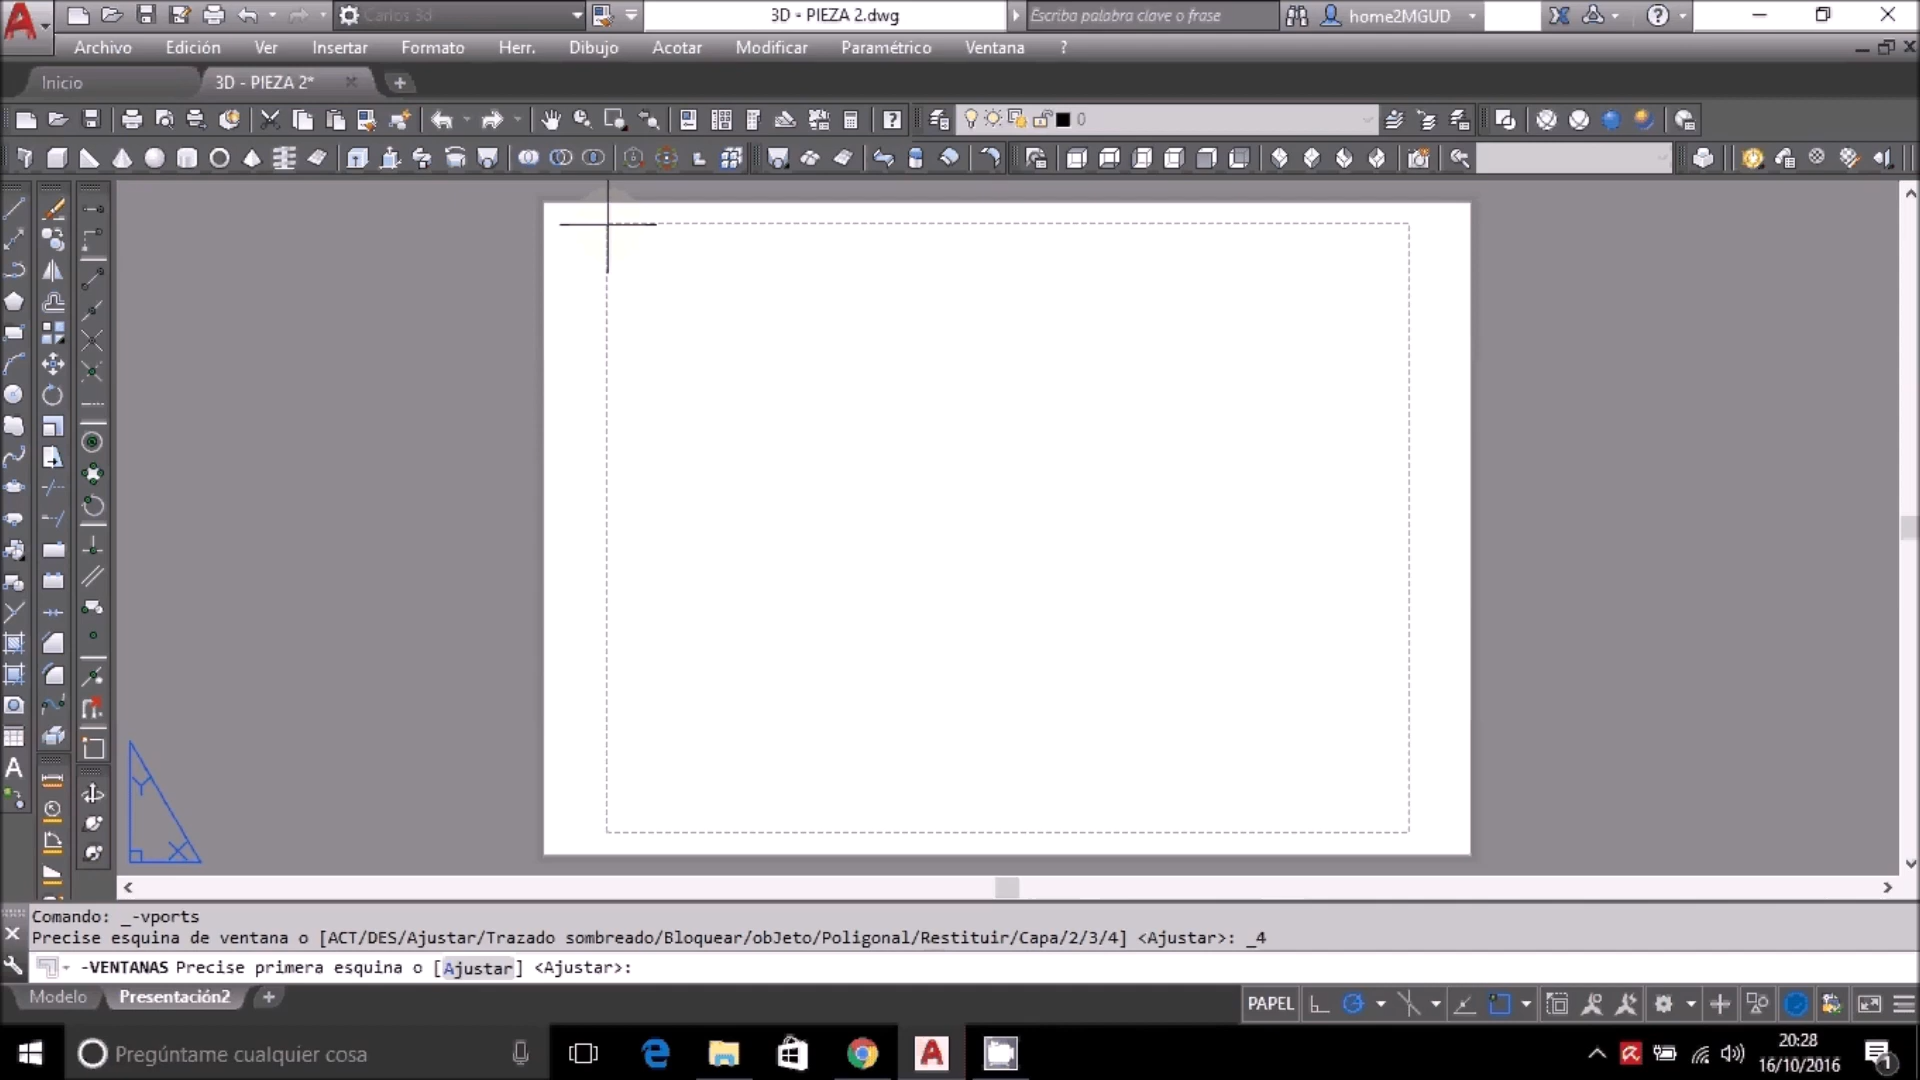 Carlos 3d
3D - PIEZA 2.dwg
Escriba palabra clave o frase
home2MGUD
Archivo Edición Ver Insertar Formato Herr. Dibujo Acotar Modificar Paramétrico Ventana ?
Inicio
3D - PIEZA 2*
0
A
Y
X
Comando: _-vports
Precise esquina de ventana o [ACT/DES/Ajustar/Trazado sombreado/Bloquear/obJeto/Poligonal/Restituir/Capa/2/3/4] <Ajustar>: _4
-VENTANAS Precise primera esquina o [Ajustar] <Ajustar>:
Modelo
Presentación2
PAPEL
Pregúntame cualquier cosa
20:28
16/10/2016
1